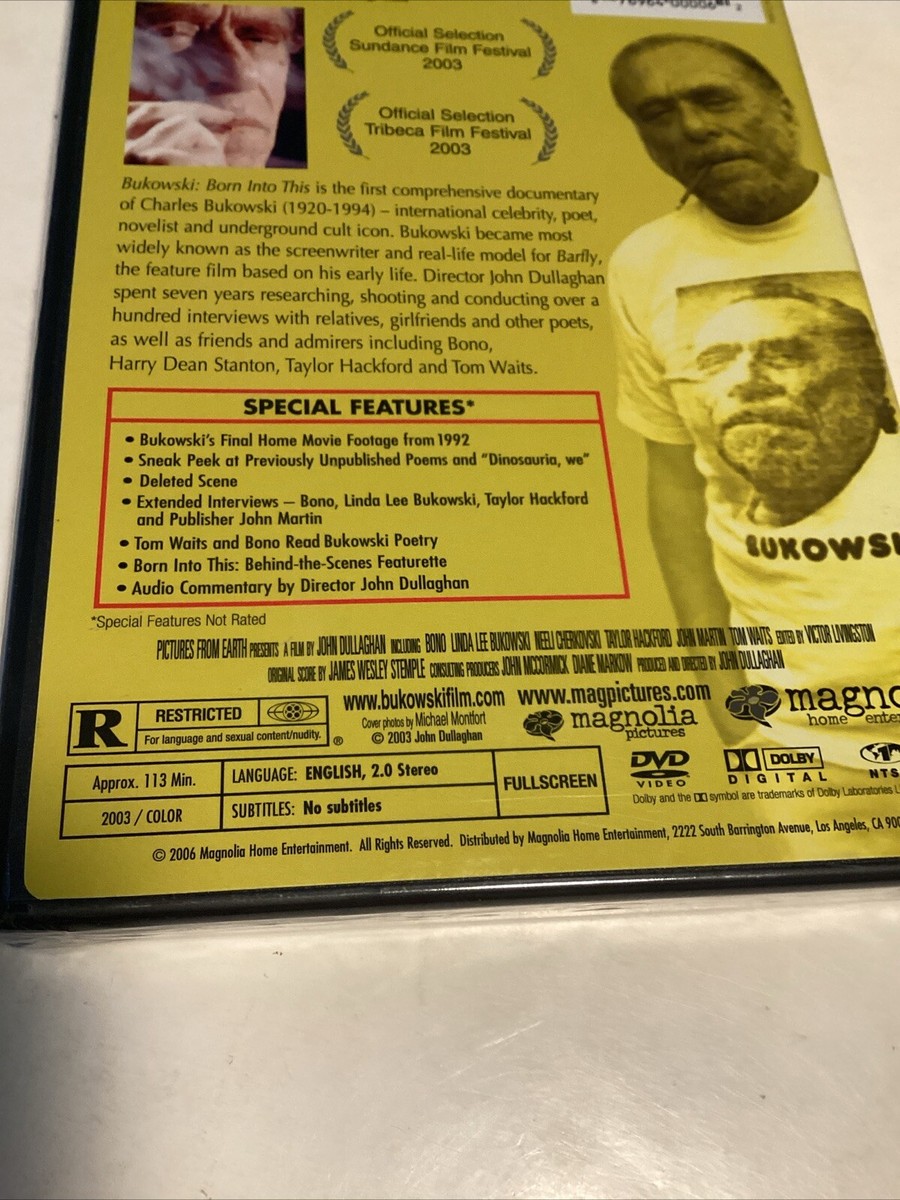 Official Selection
Sundance Film Festival
2003
Official Selection
Tribeca Film Festival
2003
Bukowski: Born Into This is the first comprehensive documentary
of Charles Bukowski (1920-1994) – international celebrity, poet,
novelist and underground cult icon. Bukowski became most
widely known as the screenwriter and real-life model for Barfly,
the feature film based on his early life. Director John Dullaghan
spent seven years researching, shooting and conducting over a
hundred interviews with relatives, girlfriends and other poets,
as well as friends and admirers including Bono,
Harry Dean Stanton, Taylor Hackford and Tom Waits.
SPECIAL FEATURES*
• Bukowski's Final Home Movie Footage from 1992
• Sneak Peek at Previously Unpublished Poems and "Dinosauria, we"
• Deleted Scene
• Extended Interviews – Bono, Linda Lee Bukowski, Taylor Hackford
and Publisher John Martin
• Tom Waits and Bono Read Bukowski Poetry
• Born Into This: Behind-the-Scenes Featurette
• Audio Commentary by Director John Dullaghan
*Special Features Not Rated
BUKOWSK
PICTURES FROM EARTH PRESENTS A FILM BY JOHN DULLAGHAN INCLUDING BONO LINDA LEE BUKOWSKI NEELI CHERKOVSKI TAYLOR HACKFORD JOHN MARTIN TOM WAITS EDITED BY VICTOR LIVINGSTON
ORIGINAL SCORE BY JAMES WESLEY STEMPLE CONSULTING PRODUCERS JOHN MCCORMICK DIANE MARKOW PRODUCED AND DIRECTED BY JOHN DULLAGHAN
R RESTRICTED
For language and sexual content/nudity. ®
www.bukowskifilm.com www.magpictures.com
Cover photos by Michael Montfort
© 2003 John Dullaghan
magnolia
pictures
magno
home enter
Approx. 113 Min.
2003 / COLOR
LANGUAGE: ENGLISH, 2.0 Stereo
SUBTITLES: No subtitles
FULLSCREEN
DVD
VIDEO
DOLBY
DIGITAL
1
NTS
Dolby and the symbol are trademarks of Dolby Laboratories L
© 2006 Magnolia Home Entertainment. All Rights Reserved. Distributed by Magnolia Home Entertainment, 2222 South Barrington Avenue, Los Angeles, CA 900